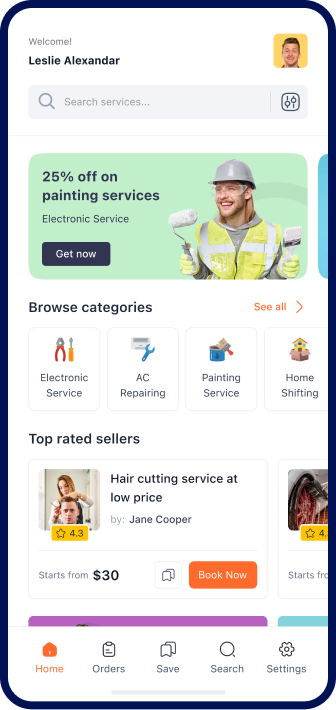 Welcome!
Leslie Alexandar
Search services...
25% off on
painting services
Electronic Service
Get now
Browse categories
See all
Electronic
Service
AC
Repairing
Painting
Service
Home
Shifting
Top rated sellers
Hair cutting service at
low price
by: Jane Cooper
4.3
4.
Starts from $30
Book Now
Starts
Home
Orders
Save
Search
Settings